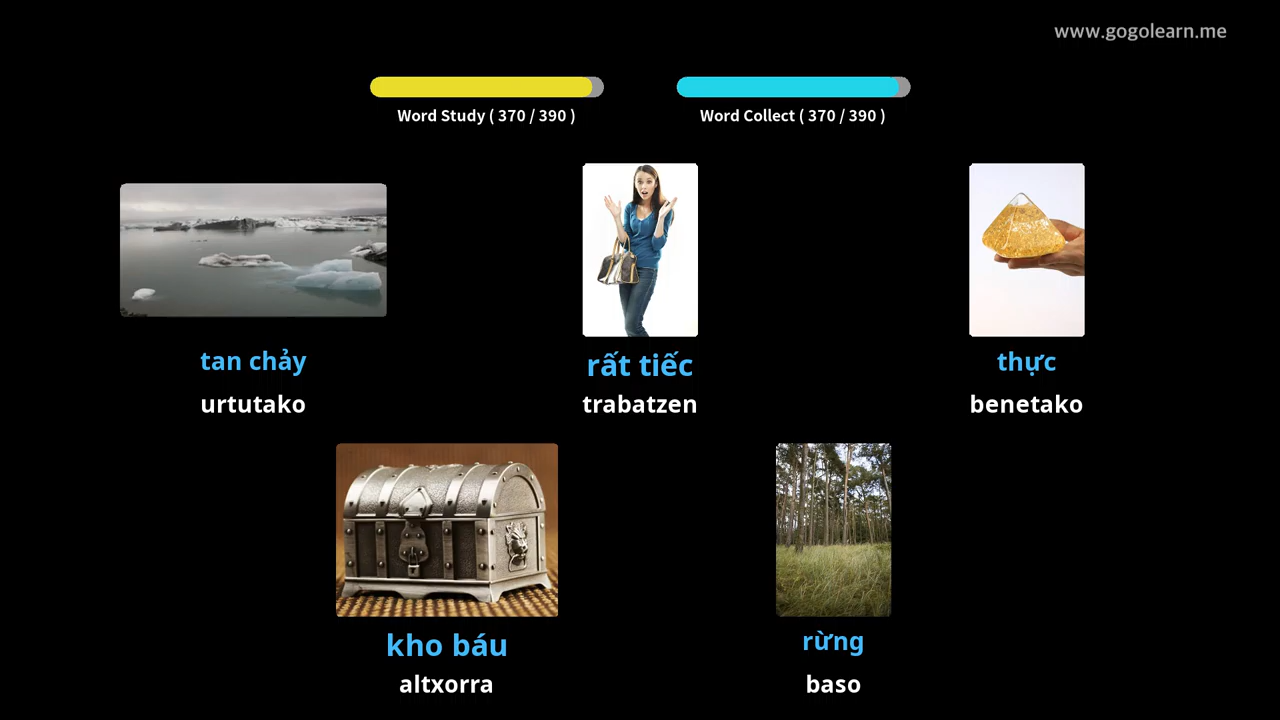 www.gogolearn.me
Word Study ( 370 / 390 )
Word Collect ( 370 / 390 )
tan chảy
urtutako
rất tiếc
trabatzen
thực
benetako
kho báu
altxorra
rừng
baso